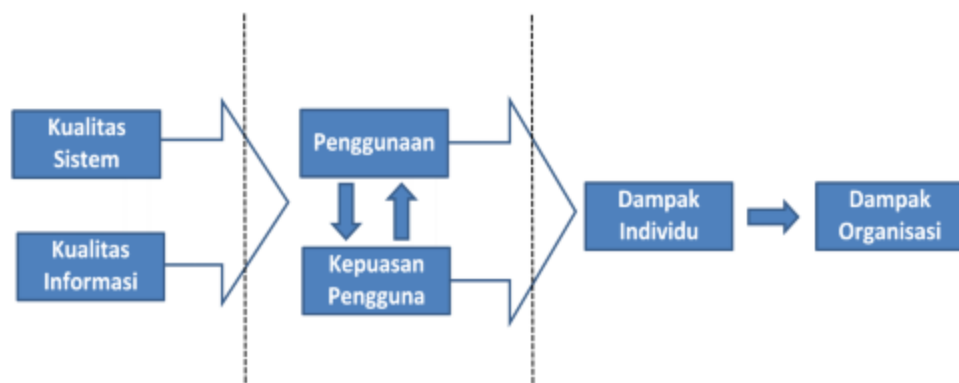 Kualitas
Sistem
Kualitas
Informasi
Penggunaan
Kepuasan
Pengguna
Dampak
Individu
Dampak
Organisasi